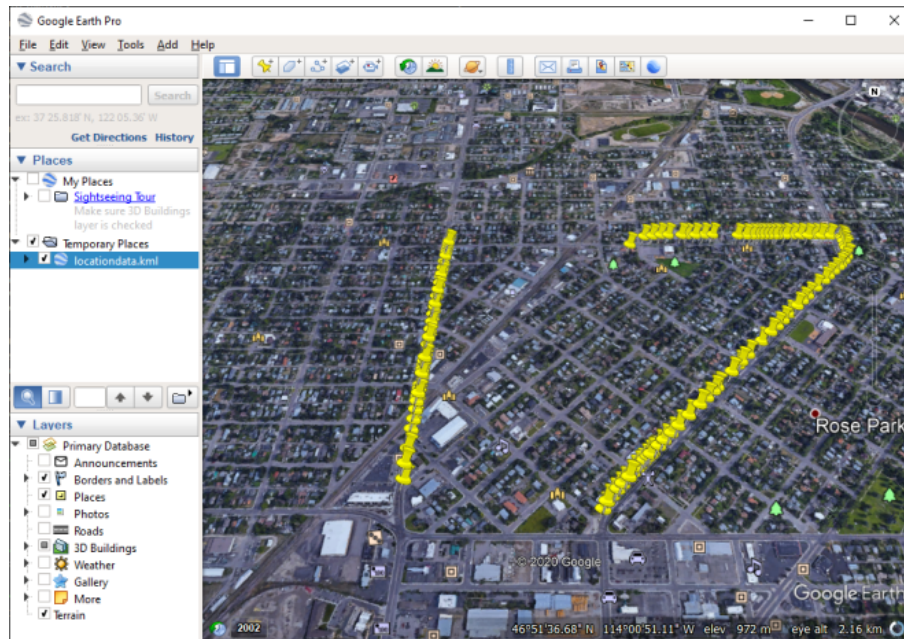 Google Earth Pro
File Edit View Tools Add Help
Search
Search
ex: 37 25.818' N, 122 05.36' W
Get Directions History
Places
My Places
Sightseeing Tour
Make sure 3D Buildings
layer is checked
Temporary Places
locationdata.kml
Layers
Primary Database
Announcements
Borders and Labels
Places
Photos
Roads
3D Buildings
Weather
Gallery
More
Terrain
N
Rose Park
© 2020 Google
Google Earth
2002 46°51'36.68" N 114°00'51.11" W elev 972 m eye alt 2.16 km